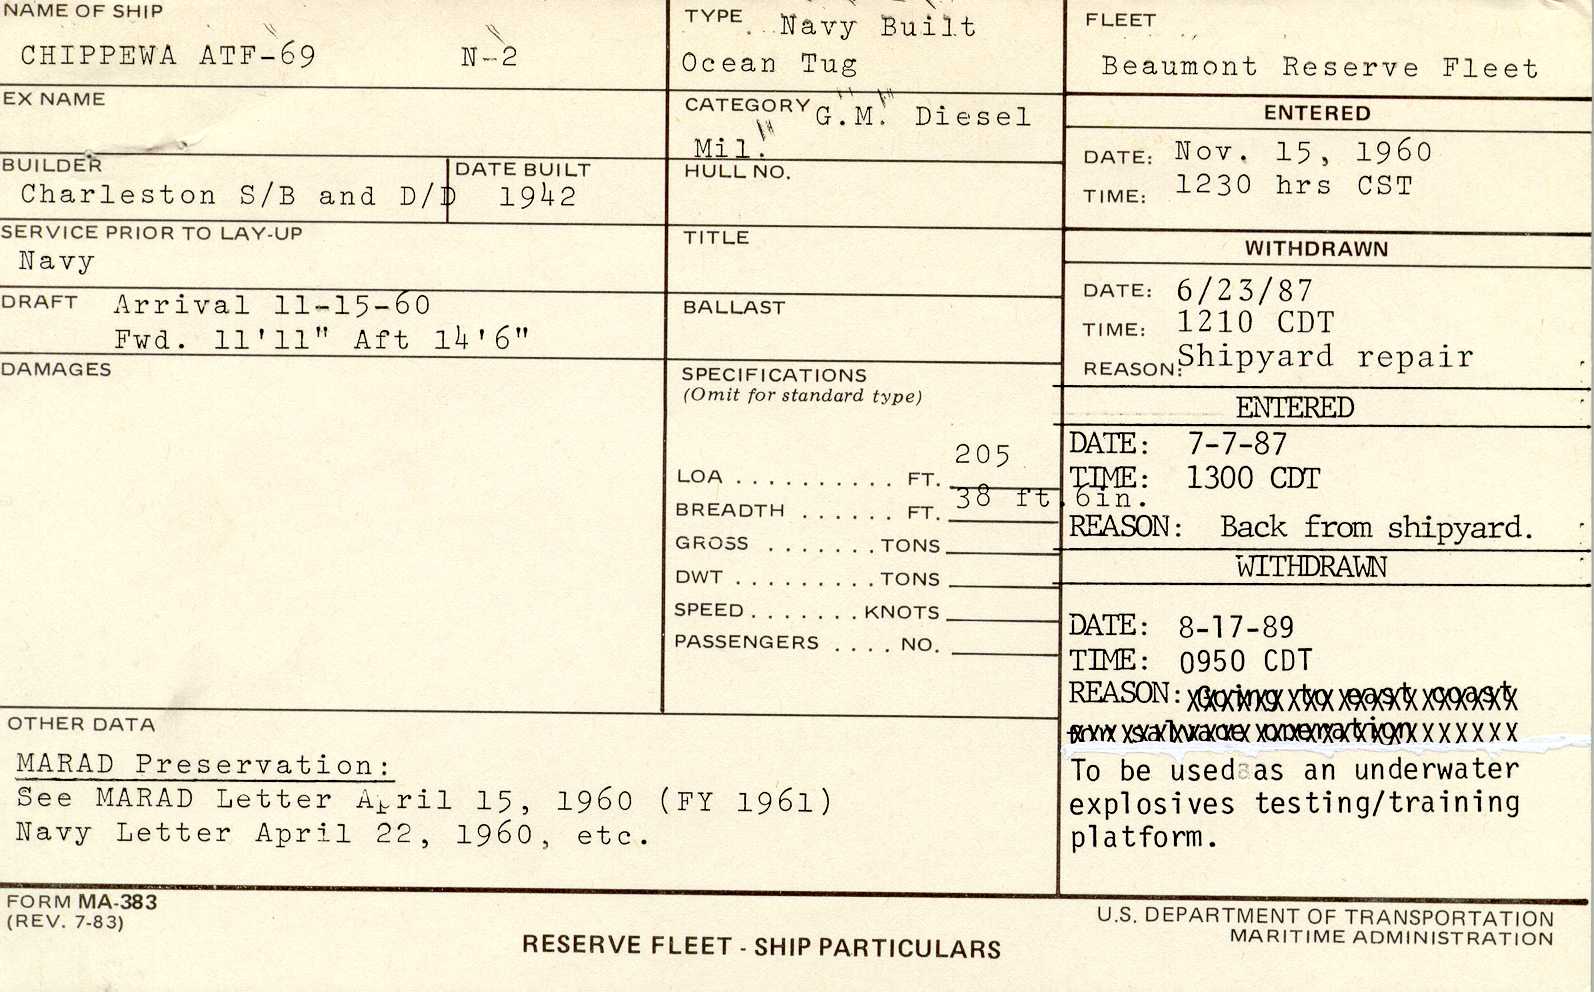 NAME OF SHIP
CHIPPEWA ATF-69 N-2
EX NAME
BUILDER
Charleston S/B and D/D
DATE BUILT
1942
SERVICE PRIOR TO LAY-UP
Navy
DRAFT Arrival 11-15-60
Fwd. 11'11" Aft 14'6"
DAMAGES
TYPE Navy Built
Ocean Tug
CATEGORY G.M. Diesel
Mil.
HULL NO.
TITLE
BALLAST
SPECIFICATIONS
(Omit for standard type)
LOA . . . . . . . . . . FT. 205
BREADTH . . . . . . FT. 38 ft.6in.
GROSS . . . . . . . TONS
DWT . . . . . . . . . TONS
SPEED . . . . . . . KNOTS
PASSENGERS . . . . NO.
OTHER DATA
MARAD Preservation:
See MARAD Letter April 15, 1960 (FY 1961)
Navy Letter April 22, 1960, etc.
FLEET
Beaumont Reserve Fleet
ENTERED
DATE: Nov. 15, 1960
TIME: 1230 hrs CST
WITHDRAWN
DATE: 6/23/87
TIME: 1210 CDT
REASON: Shipyard repair
ENTERED
DATE: 7-7-87
TIME: 1300 CDT
REASON: Back from shipyard.
WITHDRAWN
DATE: 8-17-89
TIME: 0950 CDT
REASON: Going to east coast
salvage operation
To be used as an underwater
explosives testing/training
platform.
FORM MA-383
(REV. 7-83)
RESERVE FLEET - SHIP PARTICULARS
U.S. DEPARTMENT OF TRANSPORTATION
MARITIME ADMINISTRATION